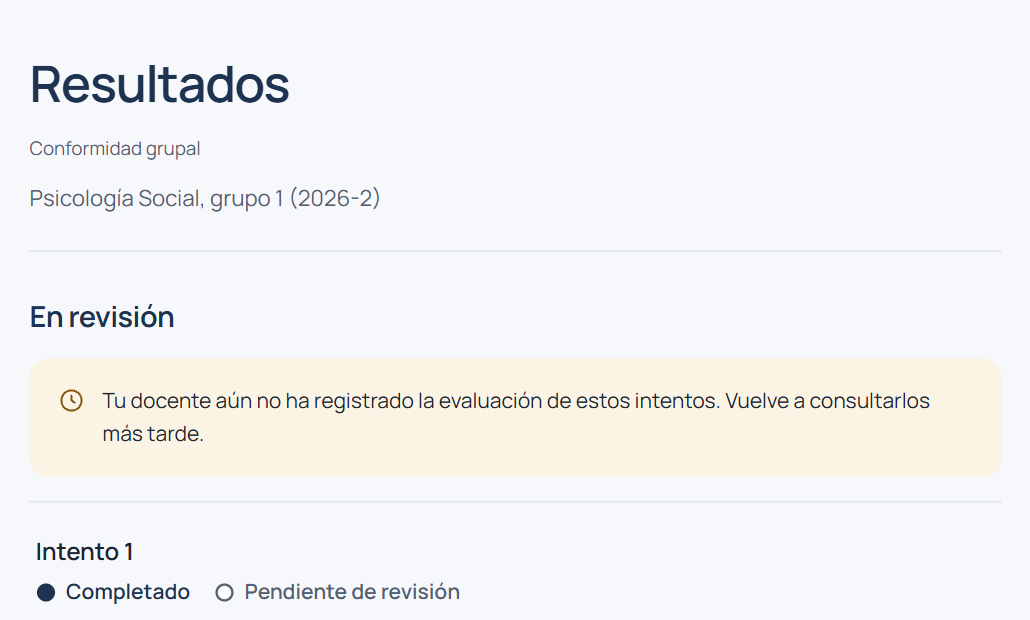 Resultados
Conformidad grupal
Psicología Social, grupo 1 (2026-2)
En revisión
Tu docente aún no ha registrado la evaluación de estos intentos. Vuelve a consultarlos
más tarde.
Intento 1
Completado Pendiente de revisión